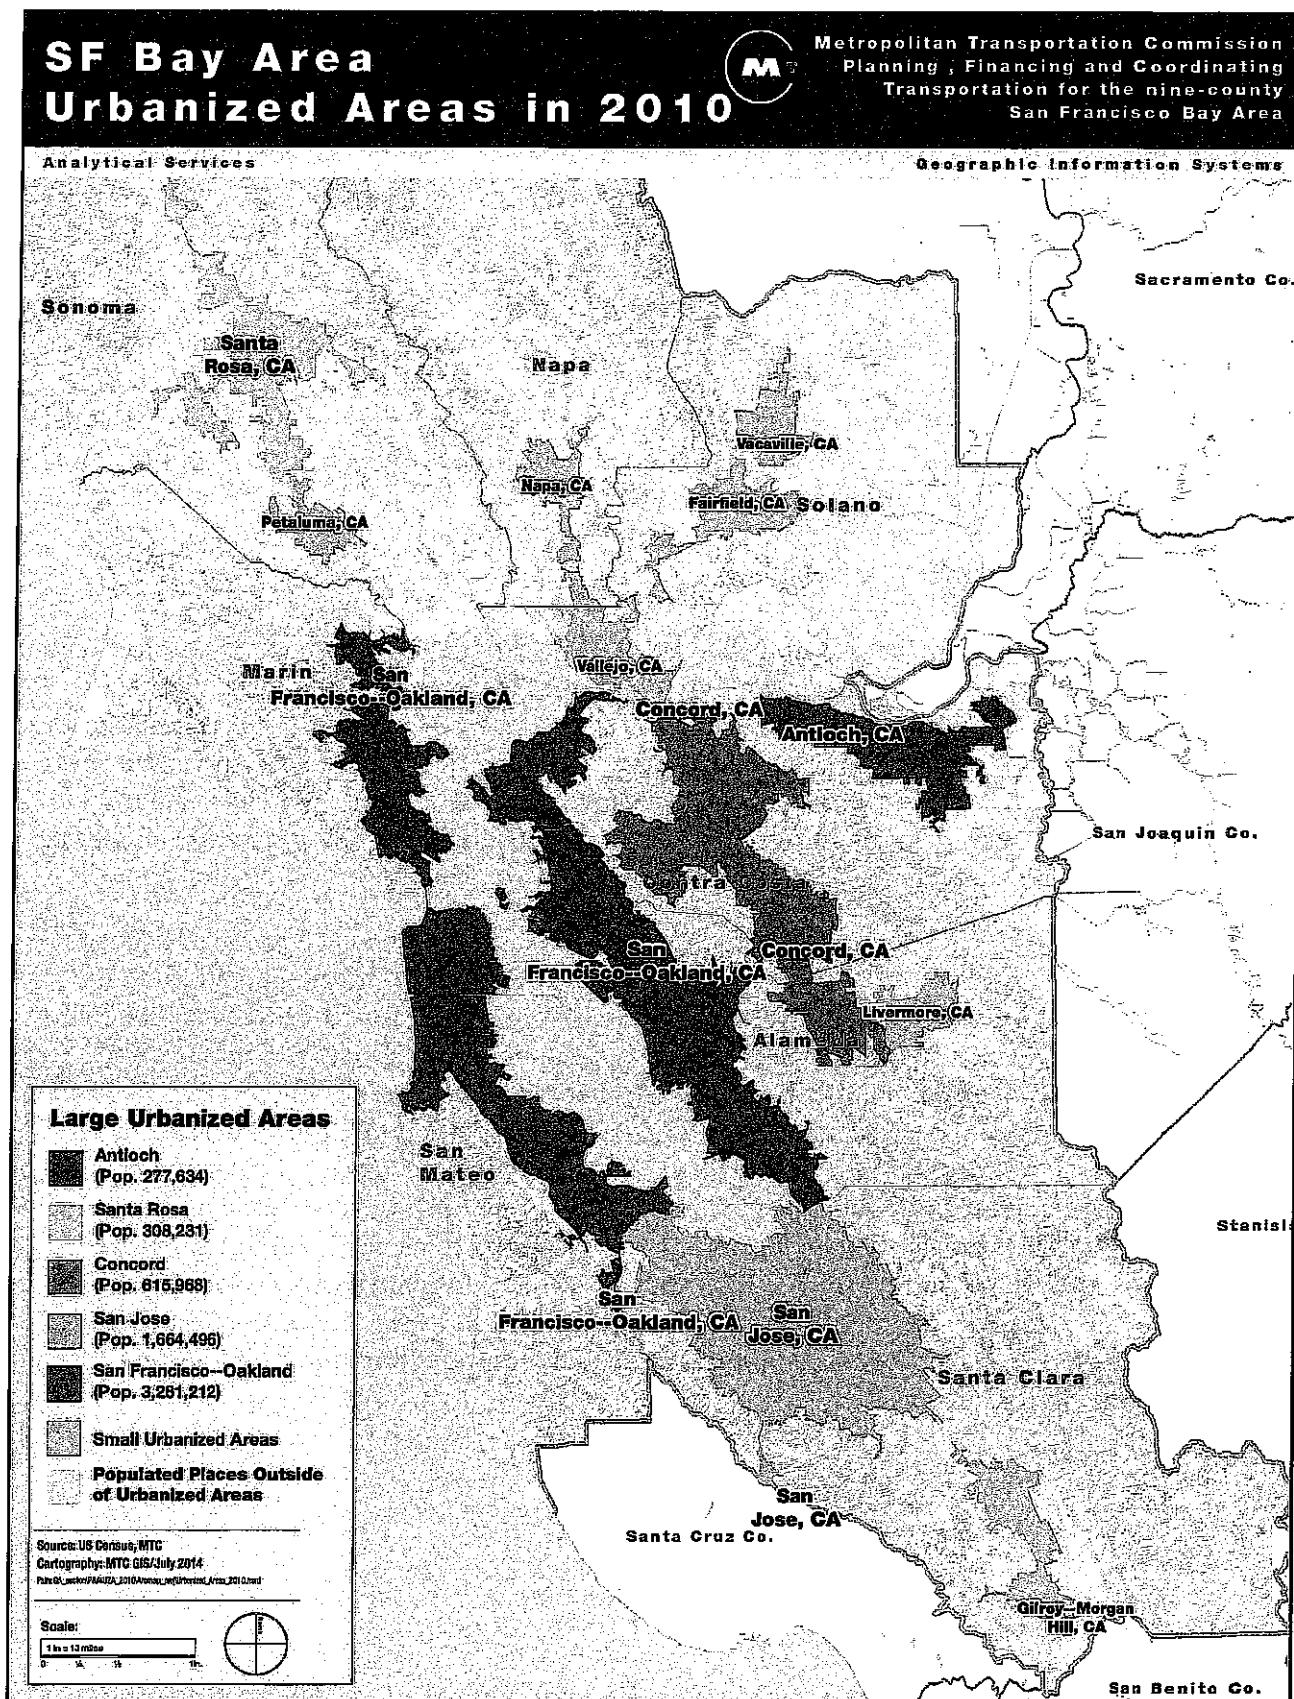 SF Bay Area
Urbanized Areas in 2010
M
Metropolitan Transportation Commission
Planning , Financing and Coordinating
Transportation for the nine-county
San Francisco Bay Area
Analytical Services
Geographic Information Systems
Sacramento Co.
Sonoma
Santa
Rosa, CA
Napa
Vacaville, CA
Napa, CA
Fairfield, CA
Solano
Petaluma, CA
Marin
San
Francisco--Oakland, CA
Vallejo, CA
Concord, CA
Antioch, CA
San Joaquin Co.
Contra Costa
San
Francisco--Oakland, CA
Concord, CA
Livermore, CA
Alameda
San
Mateo
Stanisl
San
Francisco--Oakland, CA
San
Jose, CA
Santa Clara
San
Jose, CA
Santa Cruz Co.
Gilroy--Morgan
Hill, CA
San Benito Co.
Large Urbanized Areas
Antioch
(Pop. 277,634)
Santa Rosa
(Pop. 308,231)
Concord
(Pop. 615,968)
San Jose
(Pop. 1,664,496)
San Francisco--Oakland
(Pop. 3,281,212)
Small Urbanized Areas
Populated Places Outside
of Urbanized Areas
Source: US Census, MTC
Cartography: MTC GIS/July 2014
Scale:
1 in = 13 miles